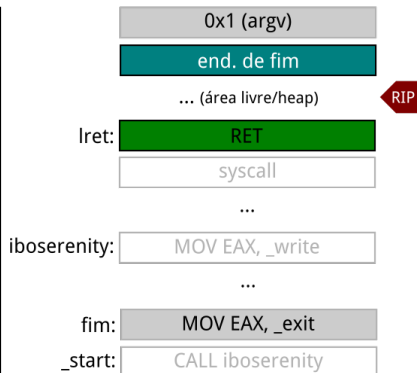 0x1 (argv)
end. de fim
... (área livre/heap)
RIP
lret: RET
syscall
...
iboserenity: MOV EAX, _write
...
fim: MOV EAX, _exit
_start: CALL iboserenity